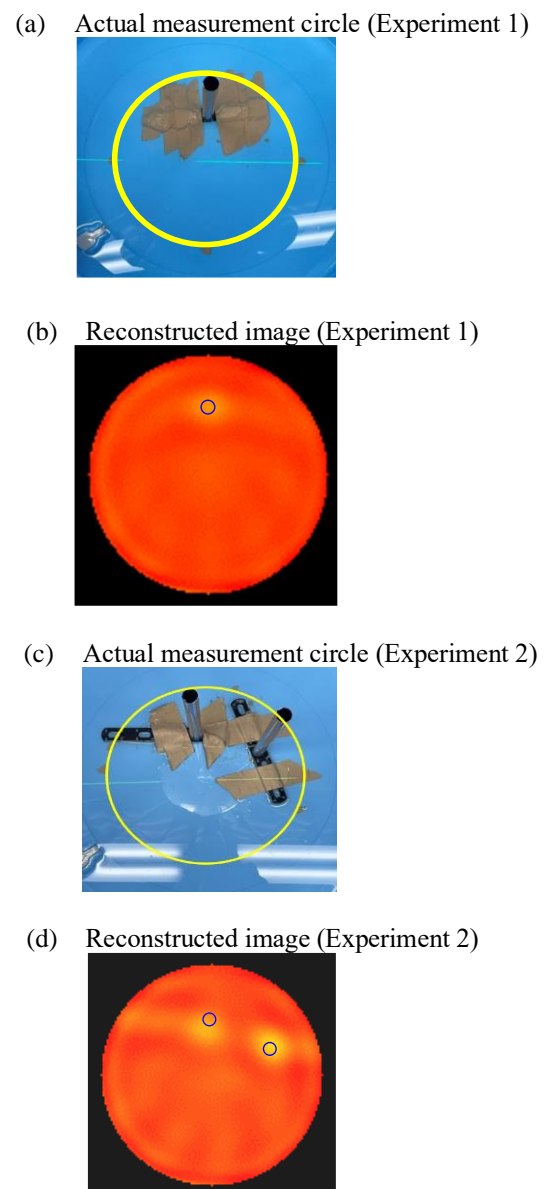 (a) Actual measurement circle (Experiment 1)
(b) Reconstructed image (Experiment 1)
(c) Actual measurement circle (Experiment 2)
(d) Reconstructed image (Experiment 2)